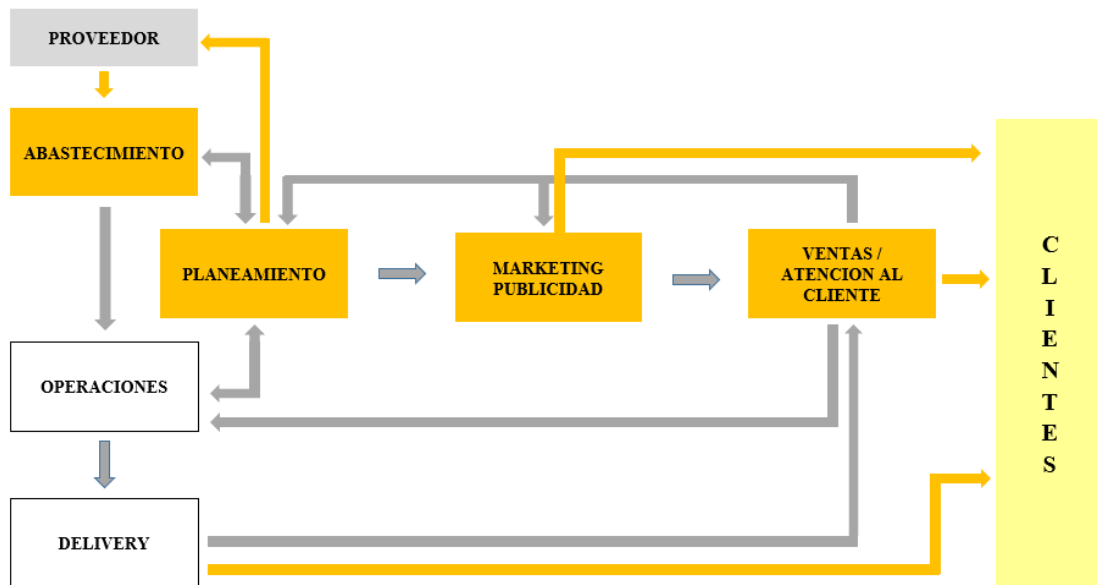 PROVEEDOR
ABASTECIMIENTO
PLANEAMIENTO
MARKETING
PUBLICIDAD
VENTAS /
ATENCION AL
CLIENTE
OPERACIONES
DELIVERY
C
L
I
E
N
T
E
S